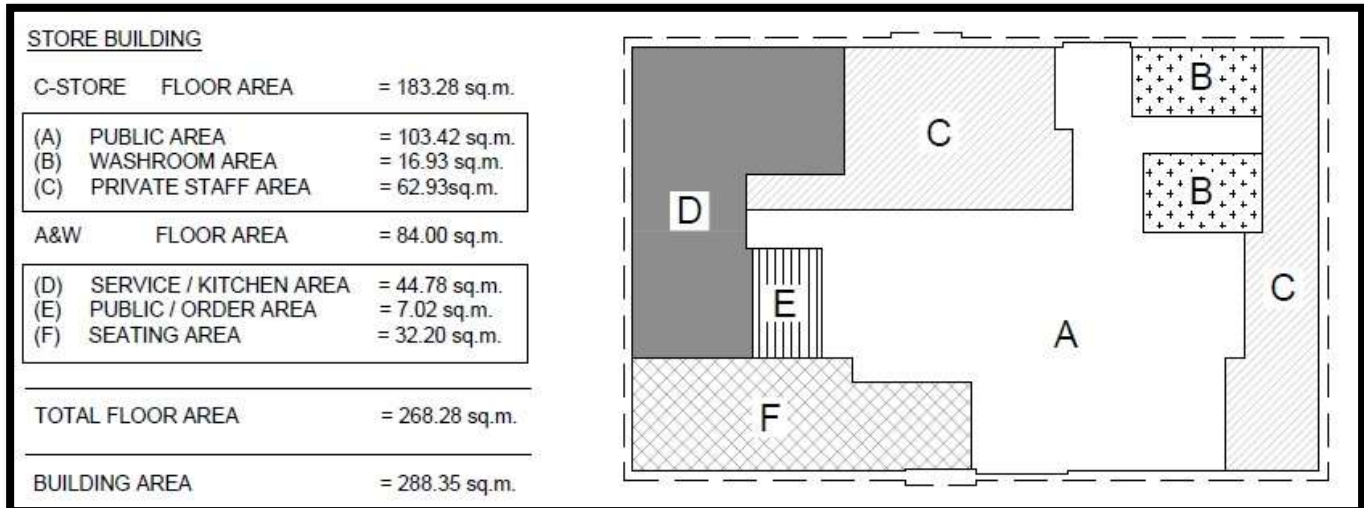 STORE BUILDING
C-STORE FLOOR AREA = 183.28 sq.m.
(A) PUBLIC AREA = 103.42 sq.m.
(B) WASHROOM AREA = 16.93 sq.m.
(C) PRIVATE STAFF AREA = 62.93sq.m.
A&W FLOOR AREA = 84.00 sq.m.
(D) SERVICE / KITCHEN AREA = 44.78 sq.m.
(E) PUBLIC / ORDER AREA = 7.02 sq.m.
(F) SEATING AREA = 32.20 sq.m.
TOTAL FLOOR AREA = 268.28 sq.m.
BUILDING AREA = 288.35 sq.m.
B
C
B
D
C
E
A
F